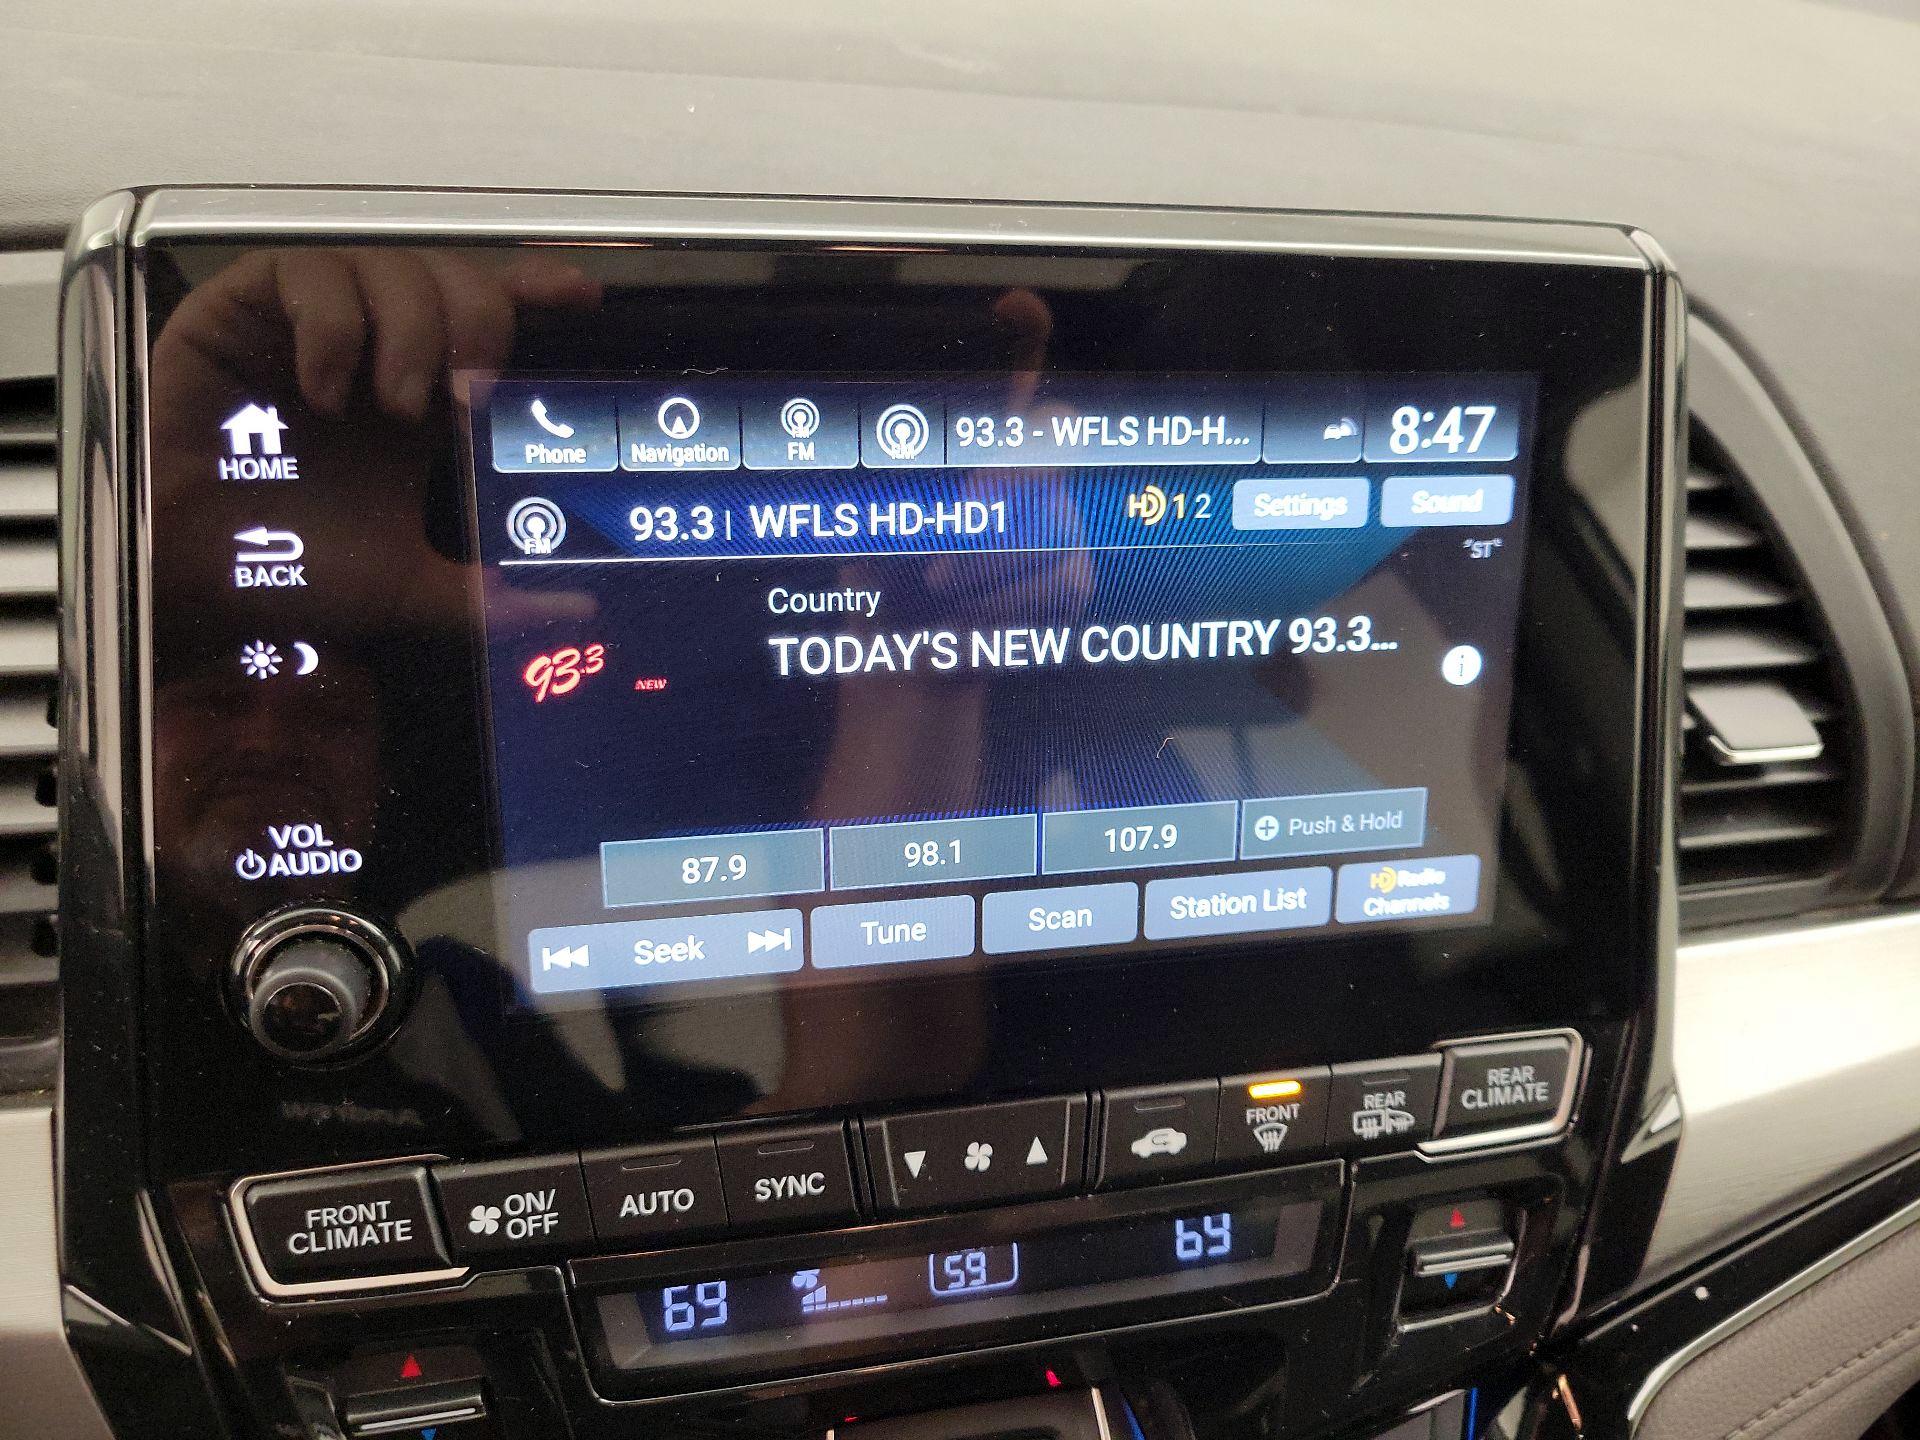 Phone
Navigation
FM
93.3 - WFLS HD-H...
8:47
HOME
FM
93.3 | WFLS HD-HD1
HD 1 2
Settings
Sound
"ST"
BACK
Country
TODAY'S NEW COUNTRY 93.3...
93.3
NEW
i
VOL
AUDIO
87.9
98.1
107.9
Push & Hold
Seek
Tune
Scan
Station List
HD Radio
Channels
FRONT
CLIMATE
ON/
OFF
AUTO
SYNC
FRONT
REAR
REAR
CLIMATE
69
59
69